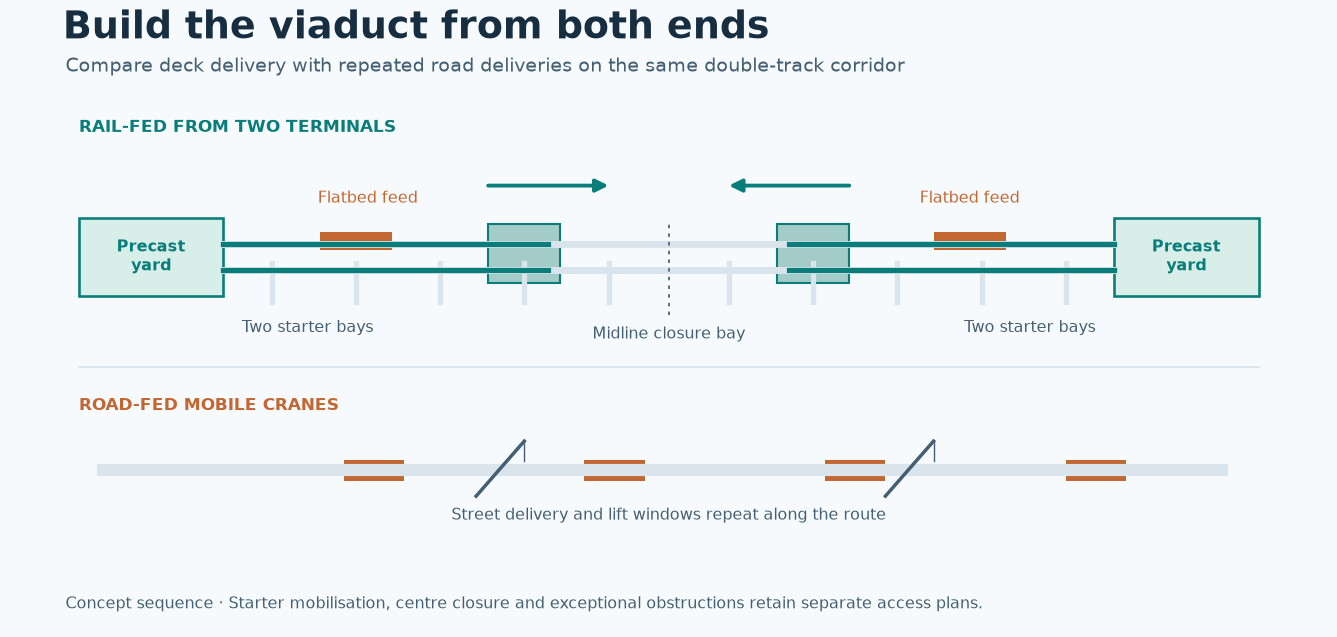 Build the viaduct from both ends
Compare deck delivery with repeated road deliveries on the same double-track corridor
RAIL-FED FROM TWO TERMINALS
Flatbed feed
Flatbed feed
Precast
yard
Precast
yard
Two starter bays
Midline closure bay
Two starter bays
ROAD-FED MOBILE CRANES
Street delivery and lift windows repeat along the route
Concept sequence · Starter mobilisation, centre closure and exceptional obstructions retain separate access plans.